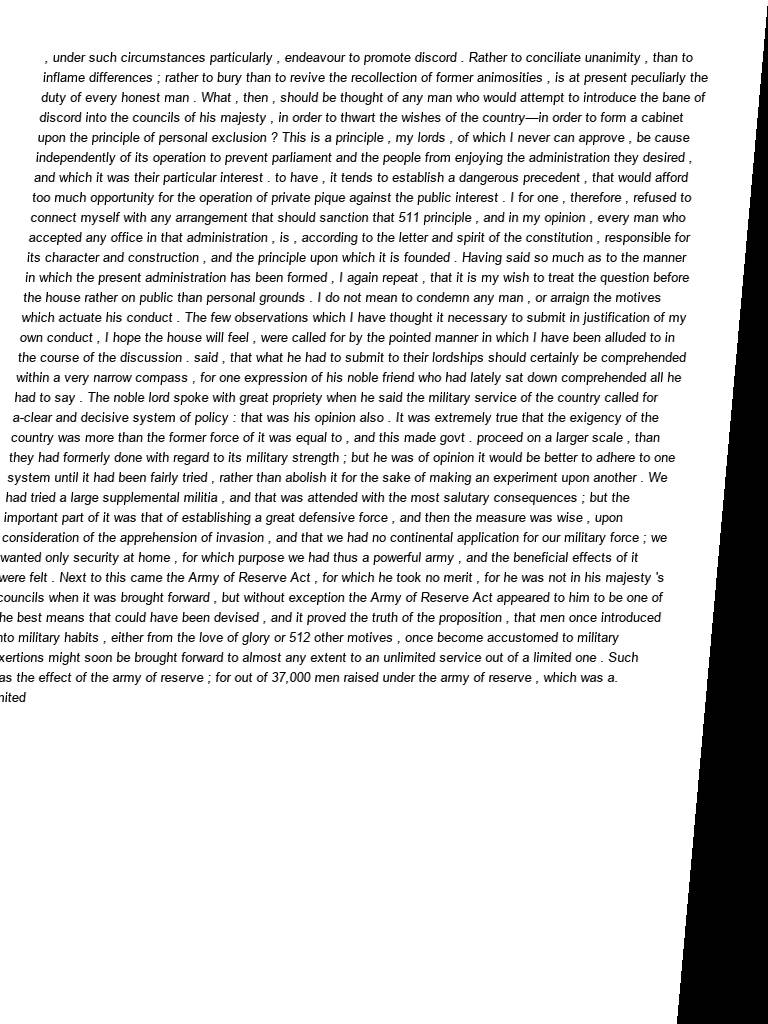 , under such circumstances particularly , endeavour to promote discord . Rather to conciliate unanimity , than to
inflame differences ; rather to bury than to revive the recollection of former animosities , is at present peculiarly the
duty of every honest man . What , then , should be thought of any man who would attempt to introduce the bane of
discord into the councils of his majesty , in order to thwart the wishes of the country—in order to form a cabinet
upon the principle of personal exclusion ? This is a principle , my lords , of which I never can approve , be cause
independently of its operation to prevent parliament and the people from enjoying the administration they desired ,
and which it was their particular interest . to have , it tends to establish a dangerous precedent , that would afford
too much opportunity for the operation of private pique against the public interest . I for one , therefore , refused to
connect myself with any arrangement that should sanction that 511 principle , and in my opinion , every man who
accepted any office in that administration , is , according to the letter and spirit of the constitution , responsible for
its character and construction , and the principle upon which it is founded . Having said so much as to the manner
in which the present administration has been formed , I again repeat , that it is my wish to treat the question before
the house rather on public than personal grounds . I do not mean to condemn any man , or arraign the motives
which actuate his conduct . The few observations which I have thought it necessary to submit in justification of my
own conduct , I hope the house will feel , were called for by the pointed manner in which I have been alluded to in
the course of the discussion . said , that what he had to submit to their lordships should certainly be comprehended
within a very narrow compass , for one expression of his noble friend who had lately sat down comprehended all he
had to say . The noble lord spoke with great propriety when he said the military service of the country called for
a-clear and decisive system of policy : that was his opinion also . It was extremely true that the exigency of the
country was more than the former force of it was equal to , and this made govt . proceed on a larger scale , than
they had formerly done with regard to its military strength ; but he was of opinion it would be better to adhere to one
system until it had been fairly tried , rather than abolish it for the sake of making an experiment upon another . We
had tried a large supplemental militia , and that was attended with the most salutary consequences ; but the
important part of it was that of establishing a great defensive force , and then the measure was wise , upon
consideration of the apprehension of invasion , and that we had no continental application for our military force ; we
wanted only security at home , for which purpose we had thus a powerful army , and the beneficial effects of it
were felt . Next to this came the Army of Reserve Act , for which he took no merit , for he was not in his majesty 's
councils when it was brought forward , but without exception the Army of Reserve Act appeared to him to be one of
he best means that could have been devised , and it proved the truth of the proposition , that men once introduced
nto military habits , either from the love of glory or 512 other motives , once become accustomed to military
xertions might soon be brought forward to almost any extent to an unlimited service out of a limited one . Such
as the effect of the army of reserve ; for out of 37,000 men raised under the army of reserve , which was a.
mited